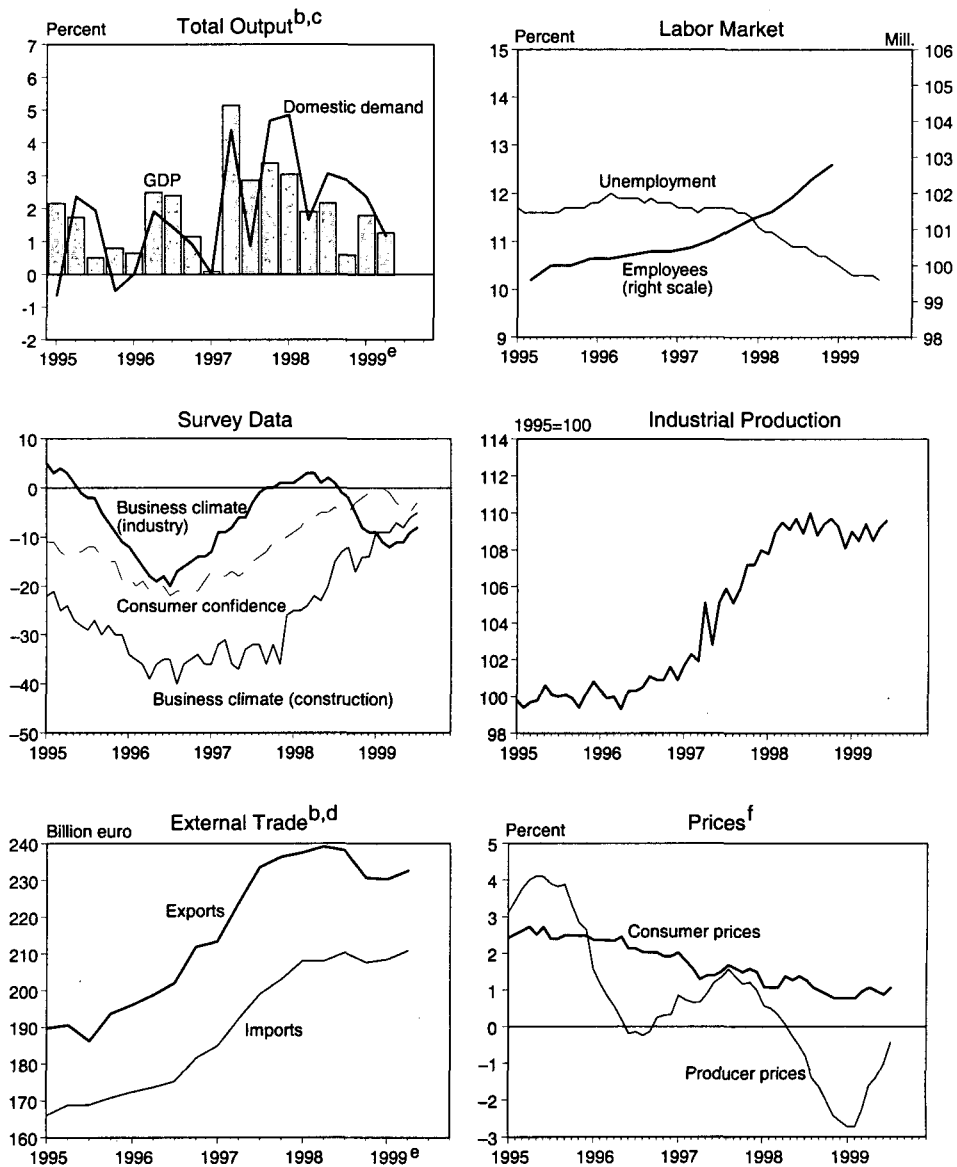 Total Output b,c
Percent
7
6
5
4
3
2
1
0
-1
-2
Domestic demand
GDP
1995 1996 1997 1998 1999 e
Labor Market
Percent
Mill.
15
14
13
12
11
10
9
106
105
104
103
102
101
100
99
98
Unemployment
Employees
(right scale)
1995 1996 1997 1998 1999
Survey Data
10
0
-10
-20
-30
-40
-50
Business climate
(industry)
Consumer confidence
Business climate (construction)
1995 1996 1997 1998 1999
Industrial Production
1995=100
114
112
110
108
106
104
102
100
98
1995 1996 1997 1998 1999
External Trade b,d
Billion euro
240
230
220
210
200
190
180
170
160
Exports
Imports
1995 1996 1997 1998 1999 e
Prices f
Percent
5
4
3
2
1
0
-1
-2
-3
Consumer prices
Producer prices
1995 1996 1997 1998 1999